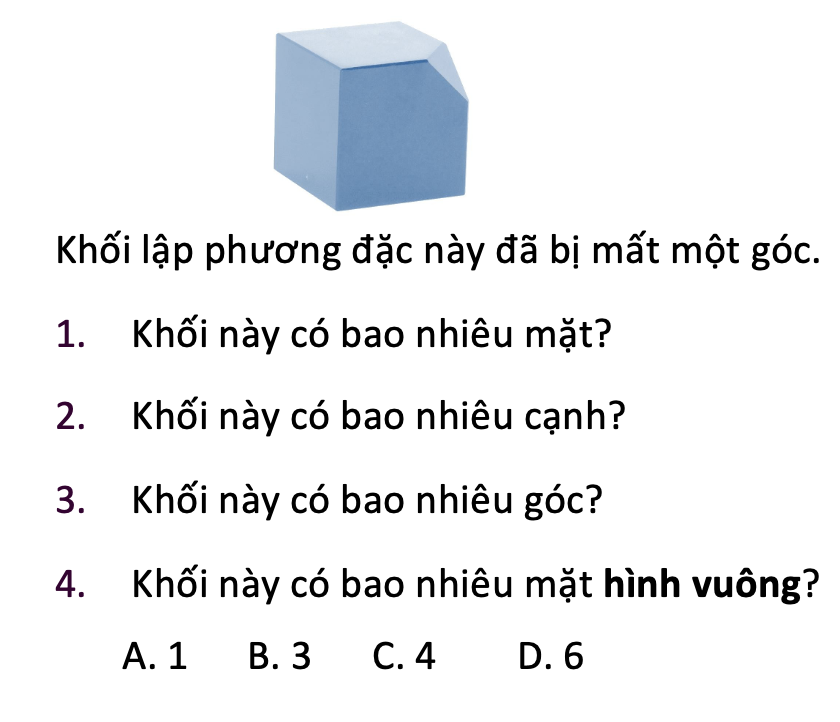 Khối lập phương đặc này đã bị mất một góc.
1. Khối này có bao nhiêu mặt?
2. Khối này có bao nhiêu cạnh?
3. Khối này có bao nhiêu góc?
4. Khối này có bao nhiêu mặt hình vuông?
A. 1 B. 3 C. 4 D. 6